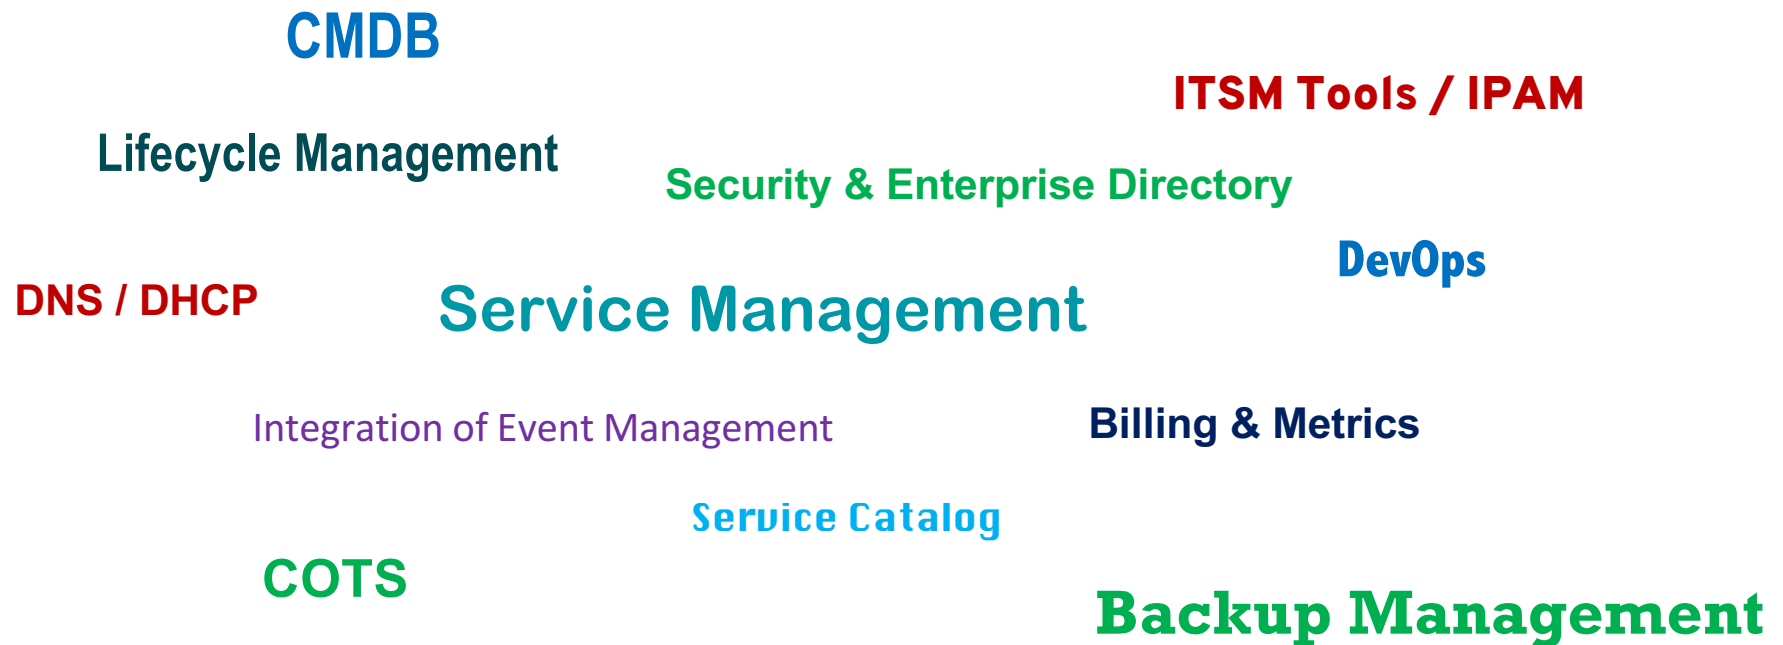 CMDB
ITSM Tools / IPAM
Lifecycle Management
Security & Enterprise Directory
DevOps
DNS / DHCP
Service Management
Integration of Event Management
Billing & Metrics
Service Catalog
COTS
Backup Management